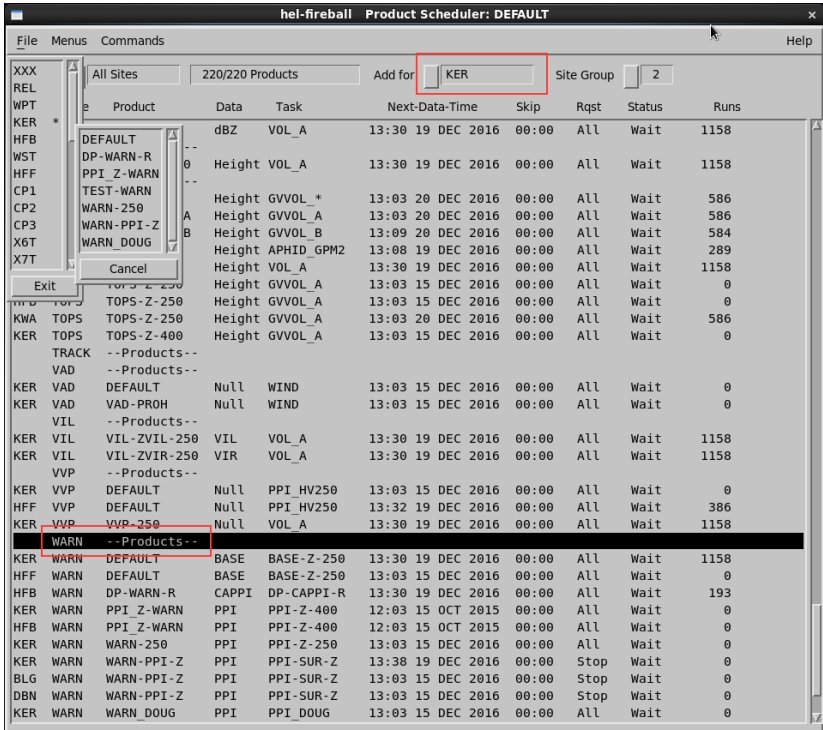 hel-fireball Product Scheduler: DEFAULT
File Menus Commands Help
All Sites 220/220 Products Add for KER Site Group 2
Product Data Task Next-Data-Time Skip Rqst Status Runs
XXX
REL
WPT
KER *
HFB
WST
HFF
CP1
CP2
CP3
X6T
X7T
Exit
DEFAULT
DP-WARN-R
PPI_Z-WARN
TEST-WARN
WARN-250
WARN-PPI-Z
WARN_DOUG
Cancel
dBZ VOL_A 13:30 19 DEC 2016 00:00 All Wait 1158
--
0 Height VOL_A 13:30 19 DEC 2016 00:00 All Wait 1158
--
Height GVVOL_* 13:03 20 DEC 2016 00:00 All Wait 586
A Height GVVOL_A 13:03 20 DEC 2016 00:00 All Wait 586
B Height GVVOL_B 13:09 20 DEC 2016 00:00 All Wait 584
Height APHID_GPM2 13:08 19 DEC 2016 00:00 All Wait 289
Height VOL_A 13:30 19 DEC 2016 00:00 All Wait 1158
TOPS-Z-250 Height GVVOL_A 13:03 15 DEC 2016 00:00 All Wait 0
HFB TOPS TOPS-Z-250 Height GVVOL_A 13:03 15 DEC 2016 00:00 All Wait 0
KWA TOPS TOPS-Z-250 Height GVVOL_A 13:03 20 DEC 2016 00:00 All Wait 586
KER TOPS TOPS-Z-400 Height GVVOL_A 13:03 15 DEC 2016 00:00 All Wait 0
TRACK --Products--
VAD --Products--
KER VAD DEFAULT Null WIND 13:03 15 DEC 2016 00:00 All Wait 0
KER VAD VAD-PROH Null WIND 13:03 15 DEC 2016 00:00 All Wait 0
VIL --Products--
KER VIL VIL-ZVIL-250 VIL VOL_A 13:30 19 DEC 2016 00:00 All Wait 1158
KER VIL VIL-ZVIR-250 VIR VOL_A 13:30 19 DEC 2016 00:00 All Wait 1158
VVP --Products--
KER VVP DEFAULT Null PPI_HV250 13:03 15 DEC 2016 00:00 All Wait 0
HFF VVP DEFAULT Null PPI_HV250 13:32 19 DEC 2016 00:00 All Wait 386
KER VVP VVP-250 Null VOL_A 13:30 19 DEC 2016 00:00 All Wait 1158
WARN --Products--
KER WARN DEFAULT BASE BASE-Z-250 13:30 19 DEC 2016 00:00 All Wait 1158
HFF WARN DEFAULT BASE BASE-Z-250 13:03 15 DEC 2016 00:00 All Wait 0
HFB WARN DP-WARN-R CAPPI DP-CAPPI-R 13:30 19 DEC 2016 00:00 All Wait 193
KER WARN PPI_Z-WARN PPI PPI-Z-400 12:03 15 OCT 2015 00:00 All Wait 0
HFB WARN PPI_Z-WARN PPI PPI-Z-400 12:03 15 OCT 2015 00:00 All Wait 0
KER WARN WARN-250 PPI PPI-Z-250 13:03 15 DEC 2016 00:00 All Wait 0
KER WARN WARN-PPI-Z PPI PPI-SUR-Z 13:38 19 DEC 2016 00:00 Stop Wait 0
BLG WARN WARN-PPI-Z PPI PPI-SUR-Z 13:03 15 DEC 2016 00:00 Stop Wait 0
DBN WARN WARN-PPI-Z PPI PPI-SUR-Z 13:03 15 DEC 2016 00:00 Stop Wait 0
KER WARN WARN_DOUG PPI PPI_DOUG 13:03 15 DEC 2016 00:00 All Wait 0